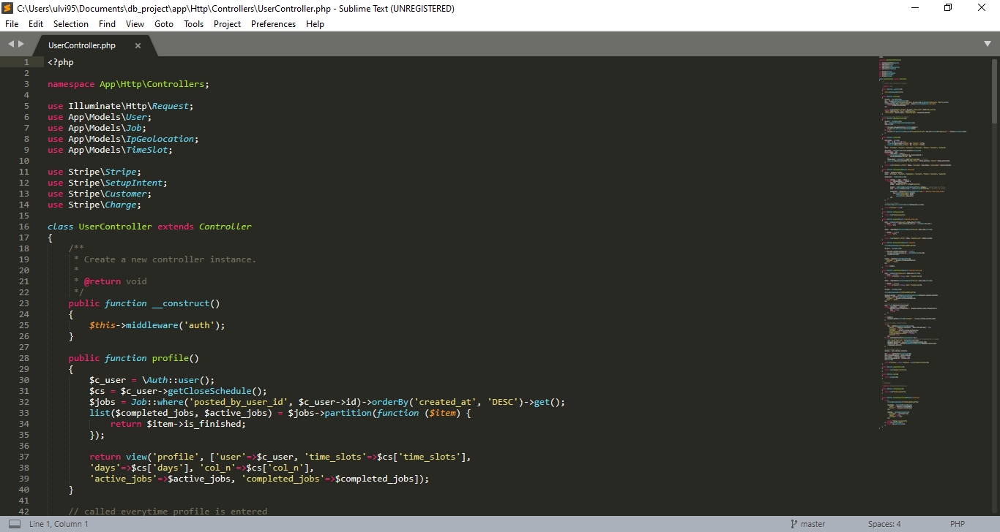 C:\Users\ulvi95\Documents\db_project\app\Http\Controllers\UserController.php - Sublime Text (UNREGISTERED)
File Edit Selection Find View Goto Tools Project Preferences Help
UserController.php
1 <?php
2
3 namespace App\Http\Controllers;
4
5 use Illuminate\Http\Request;
6 use App\Models\User;
7 use App\Models\Job;
8 use App\Models\IpGeolocation;
9 use App\Models\TimeSlot;
10
11 use Stripe\Stripe;
12 use Stripe\SetupIntent;
13 use Stripe\Customer;
14 use Stripe\Charge;
15
16 class UserController extends Controller
17 {
18     /**
19      * Create a new controller instance.
20      *
21      * @return void
22      */
23     public function __construct()
24     {
25         $this->middleware('auth');
26     }
27
28     public function profile()
29     {
30         $c_user = \Auth::user();
31         $cs = $c_user->getCloseSchedule();
32         $jobs = Job::where('posted_by_user_id', $c_user->id)->orderBy('created_at', 'DESC')->get();
33         list($completed_jobs, $active_jobs) = $jobs->partition(function ($item) {
34             return $item->is_finished;
35         });
36
37         return view('profile', ['user'=>$c_user, 'time_slots'=>$cs['time_slots'],
38         'days'=>$cs['days'], 'col_n'=>$cs['col_n'],
39         'active_jobs'=>$active_jobs, 'completed_jobs'=>$completed_jobs]);
40     }
41
42     // called everytime profile is entered
Line 1, Column 1 master Spaces: 4 PHP